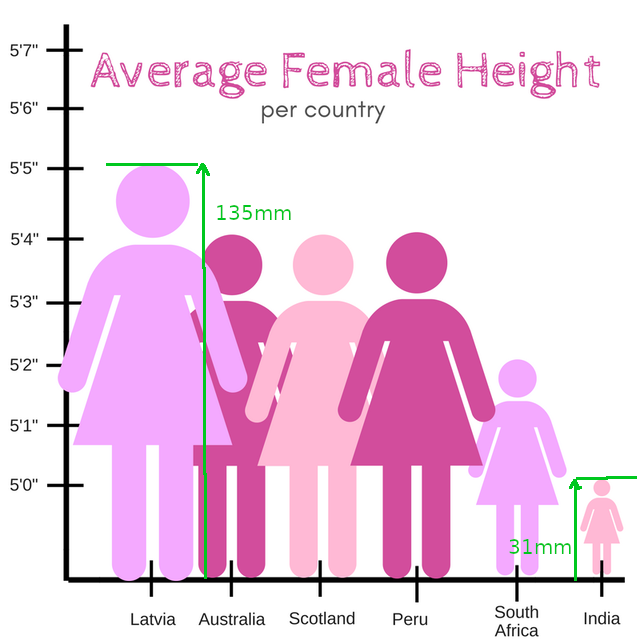 Average Female Height
per country
5'7"
5'6"
5'5"
5'4"
5'3"
5'2"
5'1"
5'0"
135mm
31mm
Latvia
Australia
Scotland
Peru
South
Africa
India